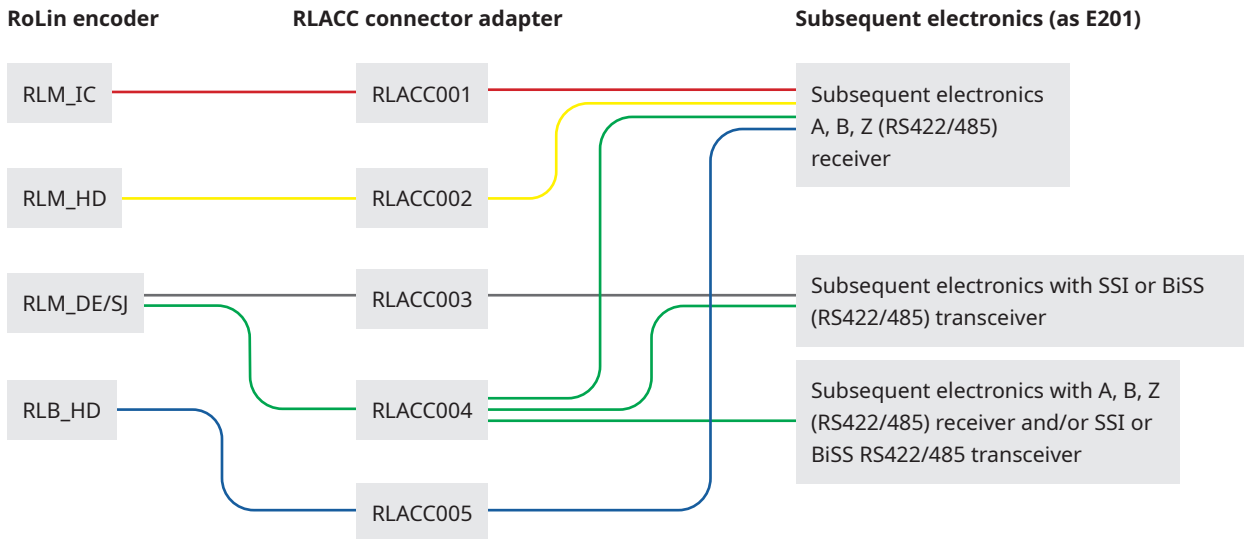 RoLin encoder
RLACC connector adapter
Subsequent electronics (as E201)
RLM_IC
RLACC001
Subsequent electronics
A, B, Z (RS422/485)
receiver
RLM_HD
RLACC002
RLM_DE/SJ
RLACC003
Subsequent electronics with SSI or BiSS
(RS422/485) transceiver
RLB_HD
RLACC004
Subsequent electronics with A, B, Z
(RS422/485) receiver and/or SSI or
BiSS RS422/485 transceiver
RLACC005